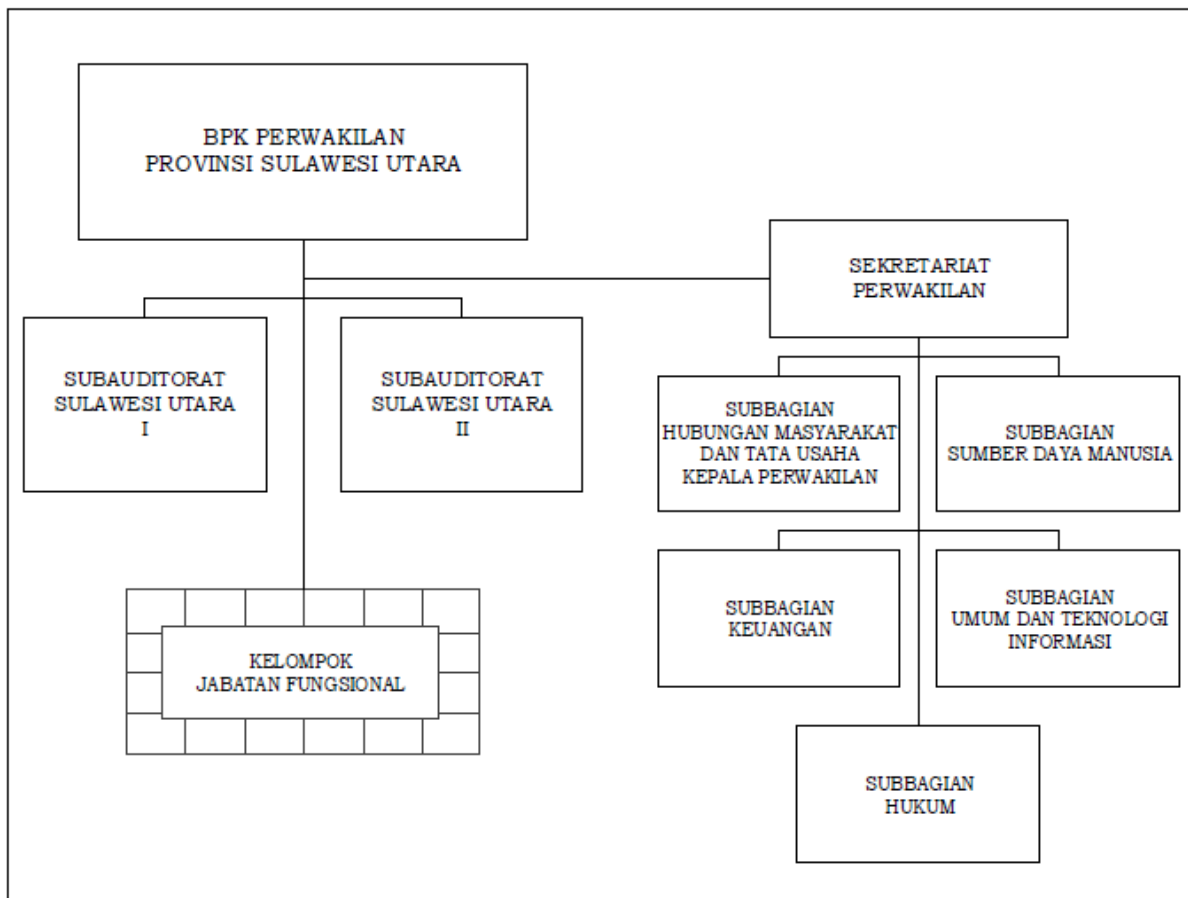 BPK PERWAKILAN
PROVINSI SULAWESI UTARA
SEKRETARIAT
PERWAKILAN
SUBAUDITORAT
SULAWESI UTARA
I
SUBAUDITORAT
SULAWESI UTARA
II
SUBBAGIAN
HUBUNGAN MASYARAKAT
DAN TATA USAHA
KEPALA PERWAKILAN
SUBBAGIAN
SUMBER DAYA MANUSIA
SUBBAGIAN
KEUANGAN
SUBBAGIAN
UMUM DAN TEKNOLOGI
INFORMASI
KELOMPOK
JABATAN FUNGSIONAL
SUBBAGIAN
HUKUM